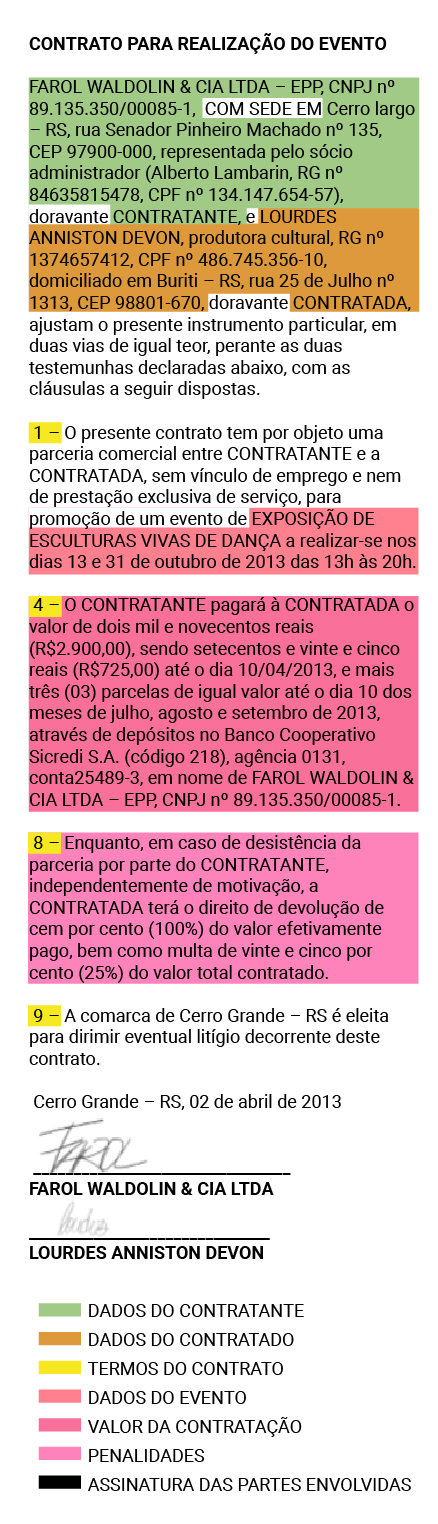 CONTRATO PARA REALIZAÇÃO DO EVENTO
FAROL WALDOLIN & CIA LTDA – EPP, CNPJ nº
89.135.350/00085-1, COM SEDE EM Cerro largo
– RS, rua Senador Pinheiro Machado nº 135,
CEP 97900-000, representada pelo sócio
administrador (Alberto Lambarin, RG nº
84635815478, CPF nº 134.147.654-57),
doravante CONTRATANTE, e LOURDES
ANNISTON DEVON, produtora cultural, RG nº
1374657412, CPF nº 486.745.356-10,
domiciliado em Buriti – RS, rua 25 de Julho nº
1313, CEP 98801-670, doravante CONTRATADA,
ajustam o presente instrumento particular, em
duas vias de igual teor, perante as duas
testemunhas declaradas abaixo, com as
cláusulas a seguir dispostas.
1 – O presente contrato tem por objeto uma
parceria comercial entre CONTRATANTE e a
CONTRATADA, sem vínculo de emprego e nem
de prestação exclusiva de serviço, para
promoção de um evento de EXPOSIÇÃO DE
ESCULTURAS VIVAS DE DANÇA a realizar-se nos
dias 13 e 31 de outubro de 2013 das 13h às 20h.
4 – O CONTRATANTE pagará à CONTRATADA o
valor de dois mil e novecentos reais
(R$2.900,00), sendo setecentos e vinte e cinco
reais (R$725,00) até o dia 10/04/2013, e mais
três (03) parcelas de igual valor até o dia 10 dos
meses de julho, agosto e setembro de 2013,
através de depósitos no Banco Cooperativo
Sicredi S.A. (código 218), agência 0131,
conta25489-3, em nome de FAROL WALDOLIN &
CIA LTDA – EPP, CNPJ nº 89.135.350/00085-1.
8 – Enquanto, em caso de desistência da
parceria por parte do CONTRATANTE,
independentemente de motivação, a
CONTRATADA terá o direito de devolução de
cem por cento (100%) do valor efetivamente
pago, bem como multa de vinte e cinco por
cento (25%) do valor total contratado.
9 – A comarca de Cerro Grande – RS é eleita
para dirimir eventual litígio decorrente deste
contrato.
Cerro Grande – RS, 02 de abril de 2013
FAROL
FAROL WALDOLIN & CIA LTDA
LOURDES ANNISTON DEVON
DADOS DO CONTRATANTE
DADOS DO CONTRATADO
TERMOS DO CONTRATO
DADOS DO EVENTO
VALOR DA CONTRATAÇÃO
PENALIDADES
ASSINATURA DAS PARTES ENVOLVIDAS